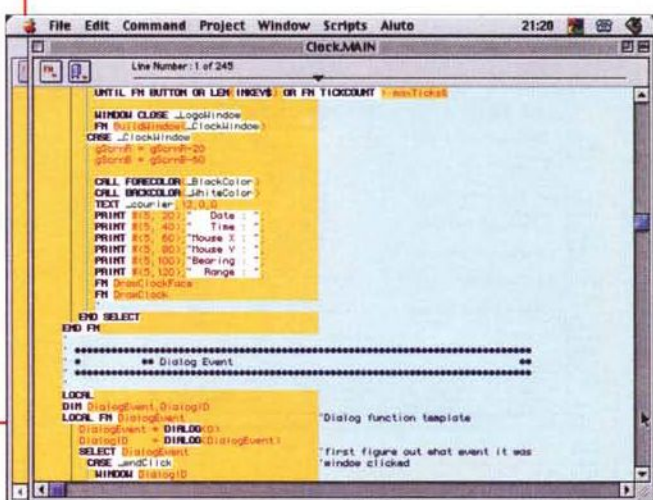 File Edit Command Project Window Scripts Aiuto 21:20
Clock.MAIN
Line Number: 1 of 245
UNTIL FN BUTTON OR LEN( INKEY$) OR FN TICKCOUNT > maxTicks&
WINDOW CLOSE _LogoWindow
FN BuildWindow(_ClockWindow)
CASE _ClockWindow
gScrnR = gScrnR-20
gScrnB = gScrnB-60
CALL FORECOLOR(_BlackColor)
CALL BACKCOLOR(_WhiteColor)
TEXT _courier,12,0,0
PRINT %(5, 20);" Date : ";
PRINT %(5, 40);" Time : ";
PRINT %(5, 60);"Mouse X : ";
PRINT %(5, 80);"Mouse Y : ";
PRINT %(5,100);"Bearing : ";
PRINT %(5,120);" Range : ";
FN DrawClockFace
FN DrawClock
END SELECT
END FN
** Dialog Event **
LOCAL
DIM DialogEvent,DialogID
LOCAL FN DialogEvent 'Dialog function template
DialogEvent = DIALOG(0)
DialogID = DIALOG(DialogEvent)
SELECT DialogEvent 'first figure out what event it was
CASE _wndClick 'window clicked
WINDOW DialogID